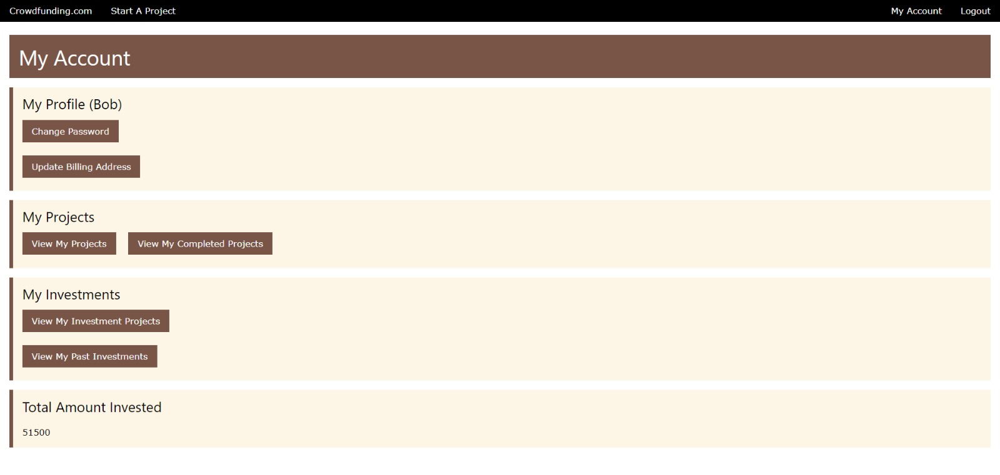 Crowdfunding.com Start A Project My Account Logout
My Account
My Profile (Bob)
Change Password
Update Billing Address
My Projects
View My Projects View My Completed Projects
My Investments
View My Investment Projects
View My Past Investments
Total Amount Invested
51500